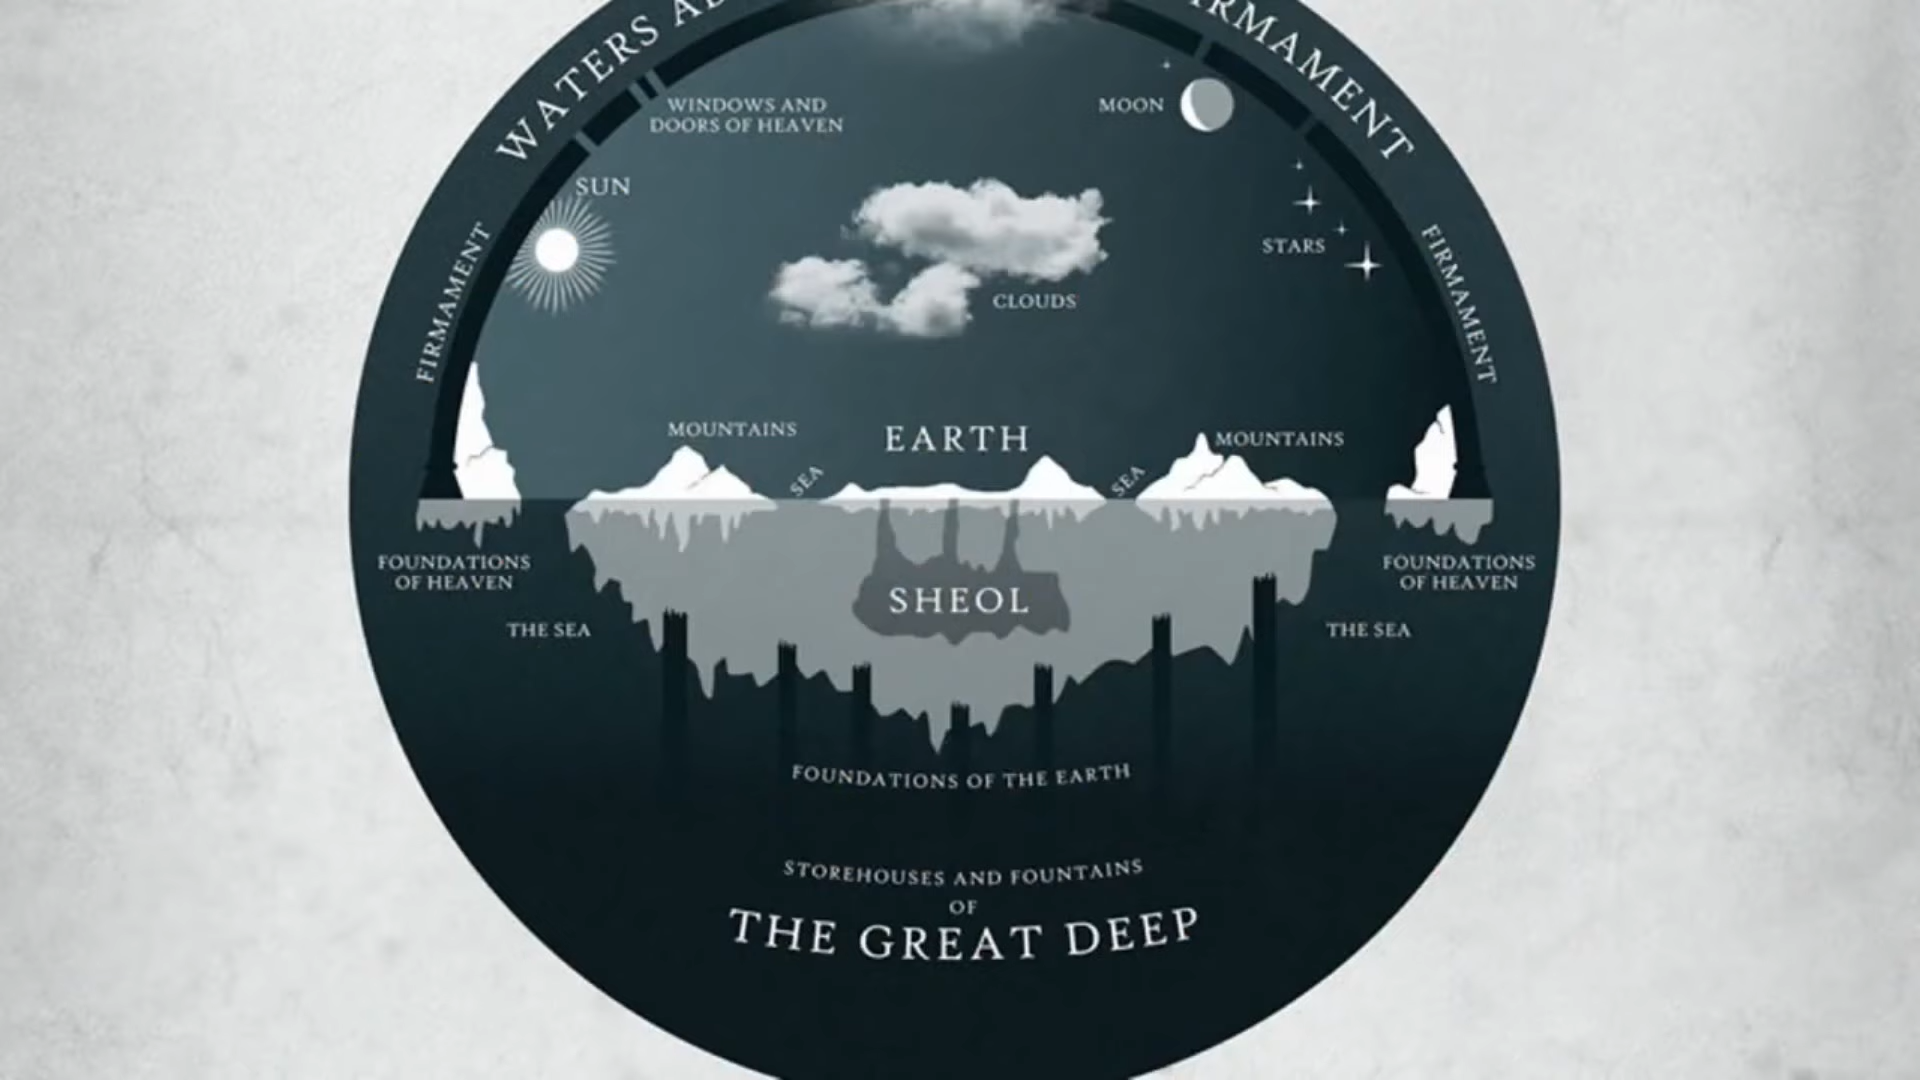 WATERS
FIRMAMENT
WINDOWS AND
DOORS OF HEAVEN
MOON
SUN
STARS
CLOUDS
FIRMAMENT
FIRMAMENT
MOUNTAINS
EARTH
MOUNTAINS
SEA
SEA
FOUNDATIONS
OF HEAVEN
SHEOL
FOUNDATIONS
OF HEAVEN
THE SEA
THE SEA
FOUNDATIONS OF THE EARTH
STOREHOUSES AND FOUNTAINS
OF
THE GREAT DEEP